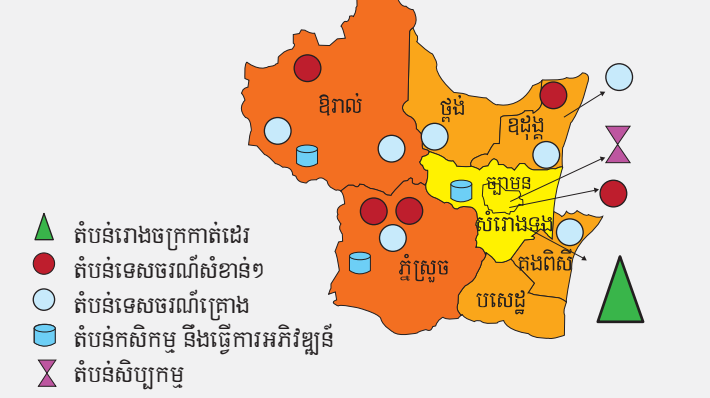 ឱរ៉ាល់
ថ្ពង់
ឧដុង្គ
ច្បាមន
សំរោងទង
គងពិសី
ភ្នំស្រួច
បសេដ្ឋ
តំបន់រោងចក្រកាត់ដេរ
តំបន់ទេសចរណ៍សំខាន់ៗ
តំបន់ទេសចរណ៍គ្រោង
តំបន់កសិកម្ម នឹងធ្វើការអភិវឌ្ឍន៍
តំបន់សិប្បកម្ម